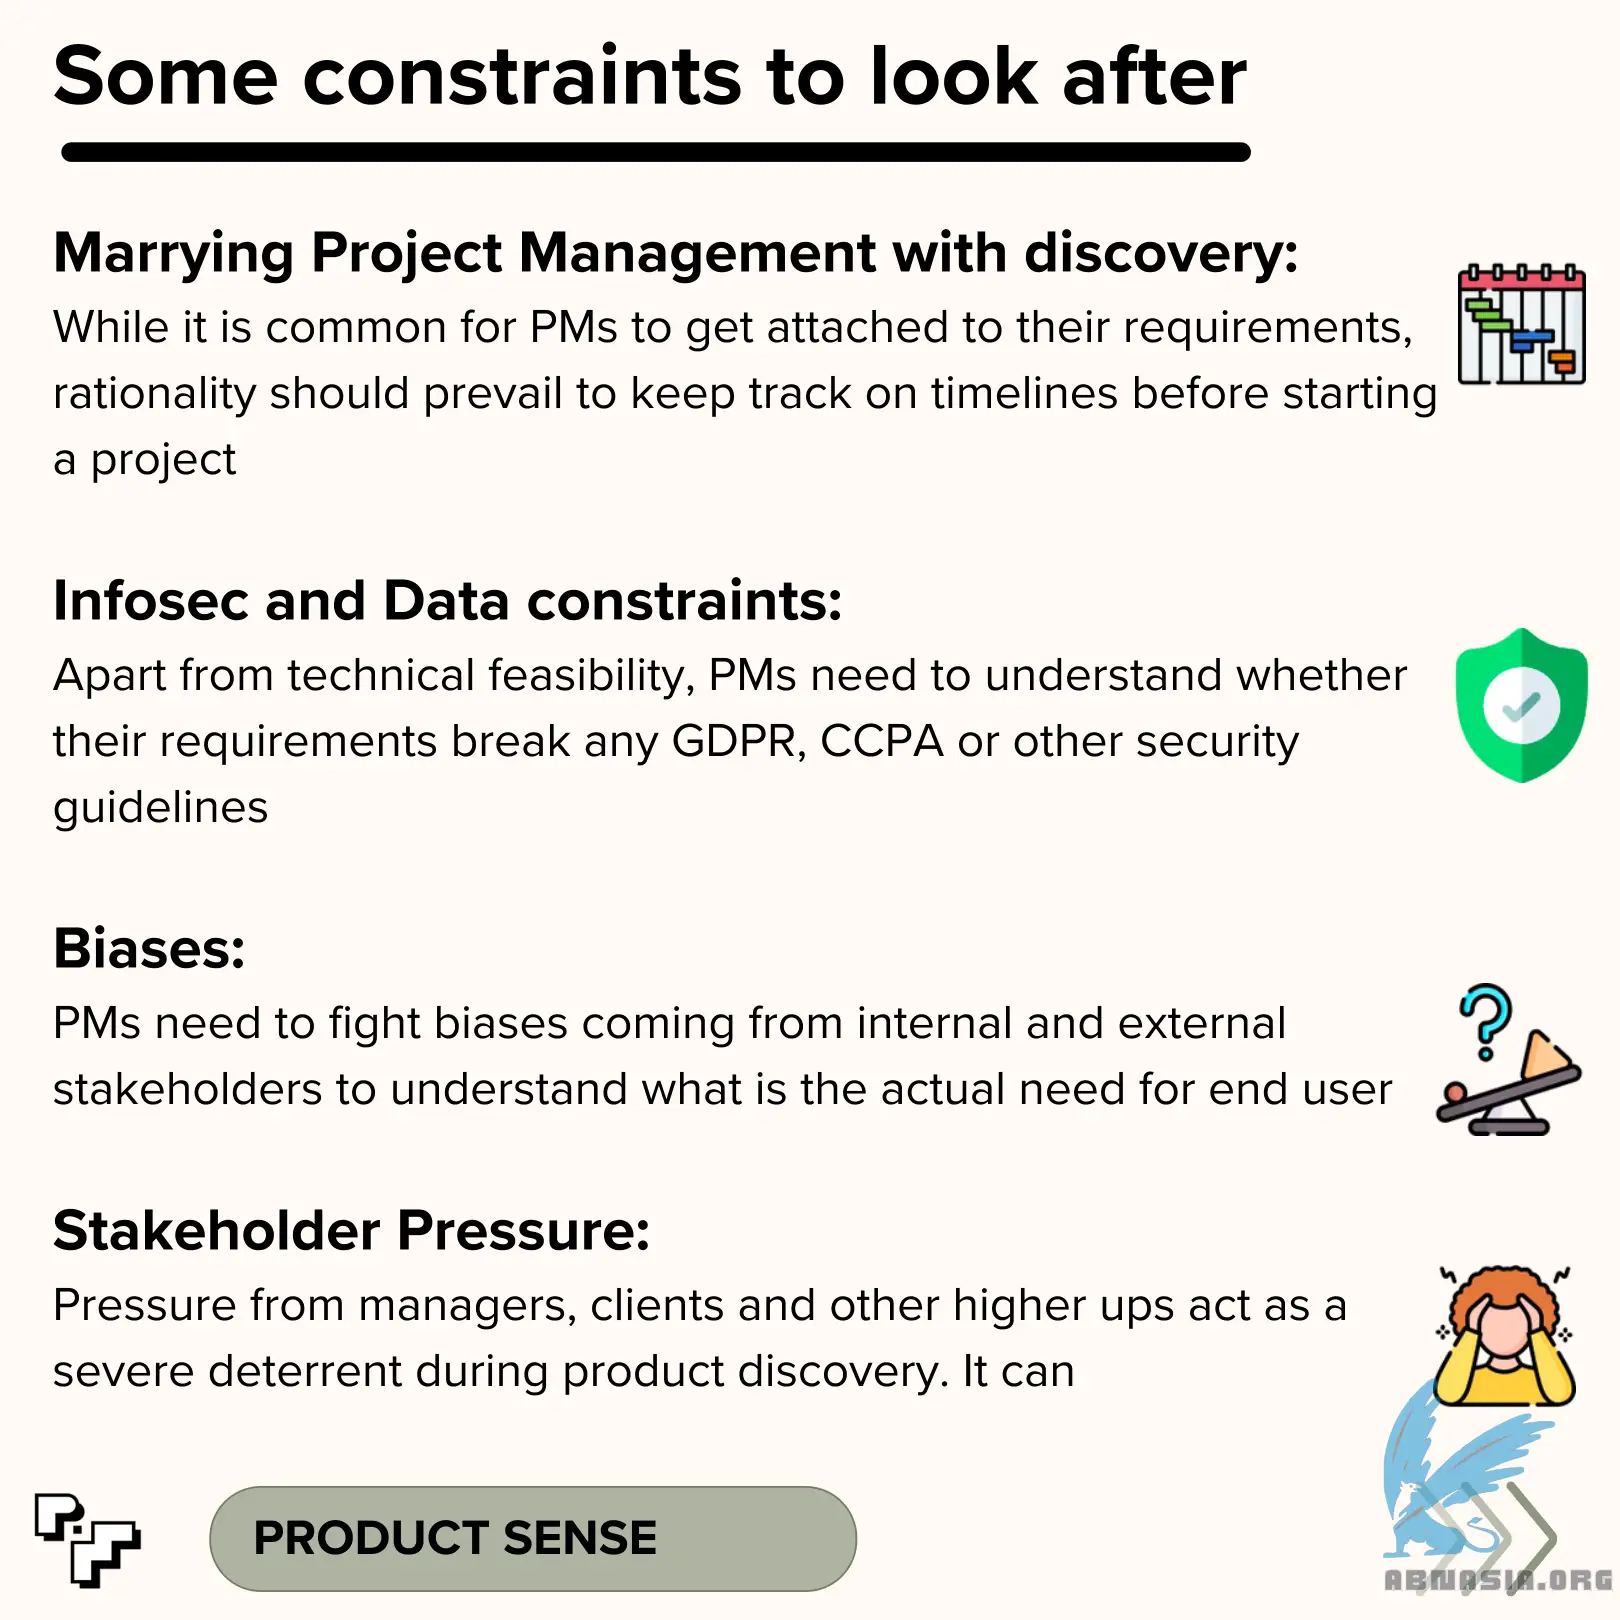 Some constraints to look after
Marrying Project Management with discovery:
While it is common for PMs to get attached to their requirements,
rationality should prevail to keep track on timelines before starting
a project
Infosec and Data constraints:
Apart from technical feasibility, PMs need to understand whether
their requirements break any GDPR, CCPA or other security
guidelines
Biases:
PMs need to fight biases coming from internal and external
stakeholders to understand what is the actual need for end user
Stakeholder Pressure:
Pressure from managers, clients and other higher ups act as a
severe deterrent during product discovery. It can
PRODUCT SENSE
ABMASIA.ORG